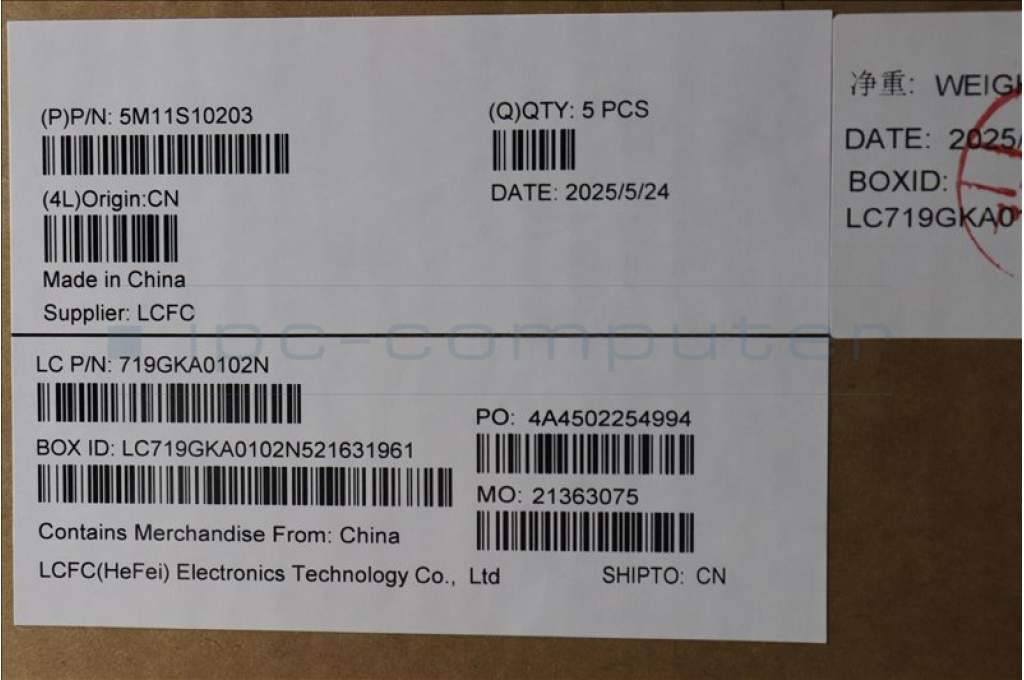 (P)P/N: 5M11S10203
(Q)QTY: 5 PCS
(4L)Origin:CN
DATE: 2025/5/24
Made in China
Supplier: LCFC
ipc-computer
LC P/N: 719GKA0102N
PO: 4A4502254994
BOX ID: LC719GKA0102N521631961
MO: 21363075
Contains Merchandise From: China
LCFC(HeFei) Electronics Technology Co., Ltd
SHIPTO: CN
净重: 
DATE: 2025/
BOXID:
LC719GKA0